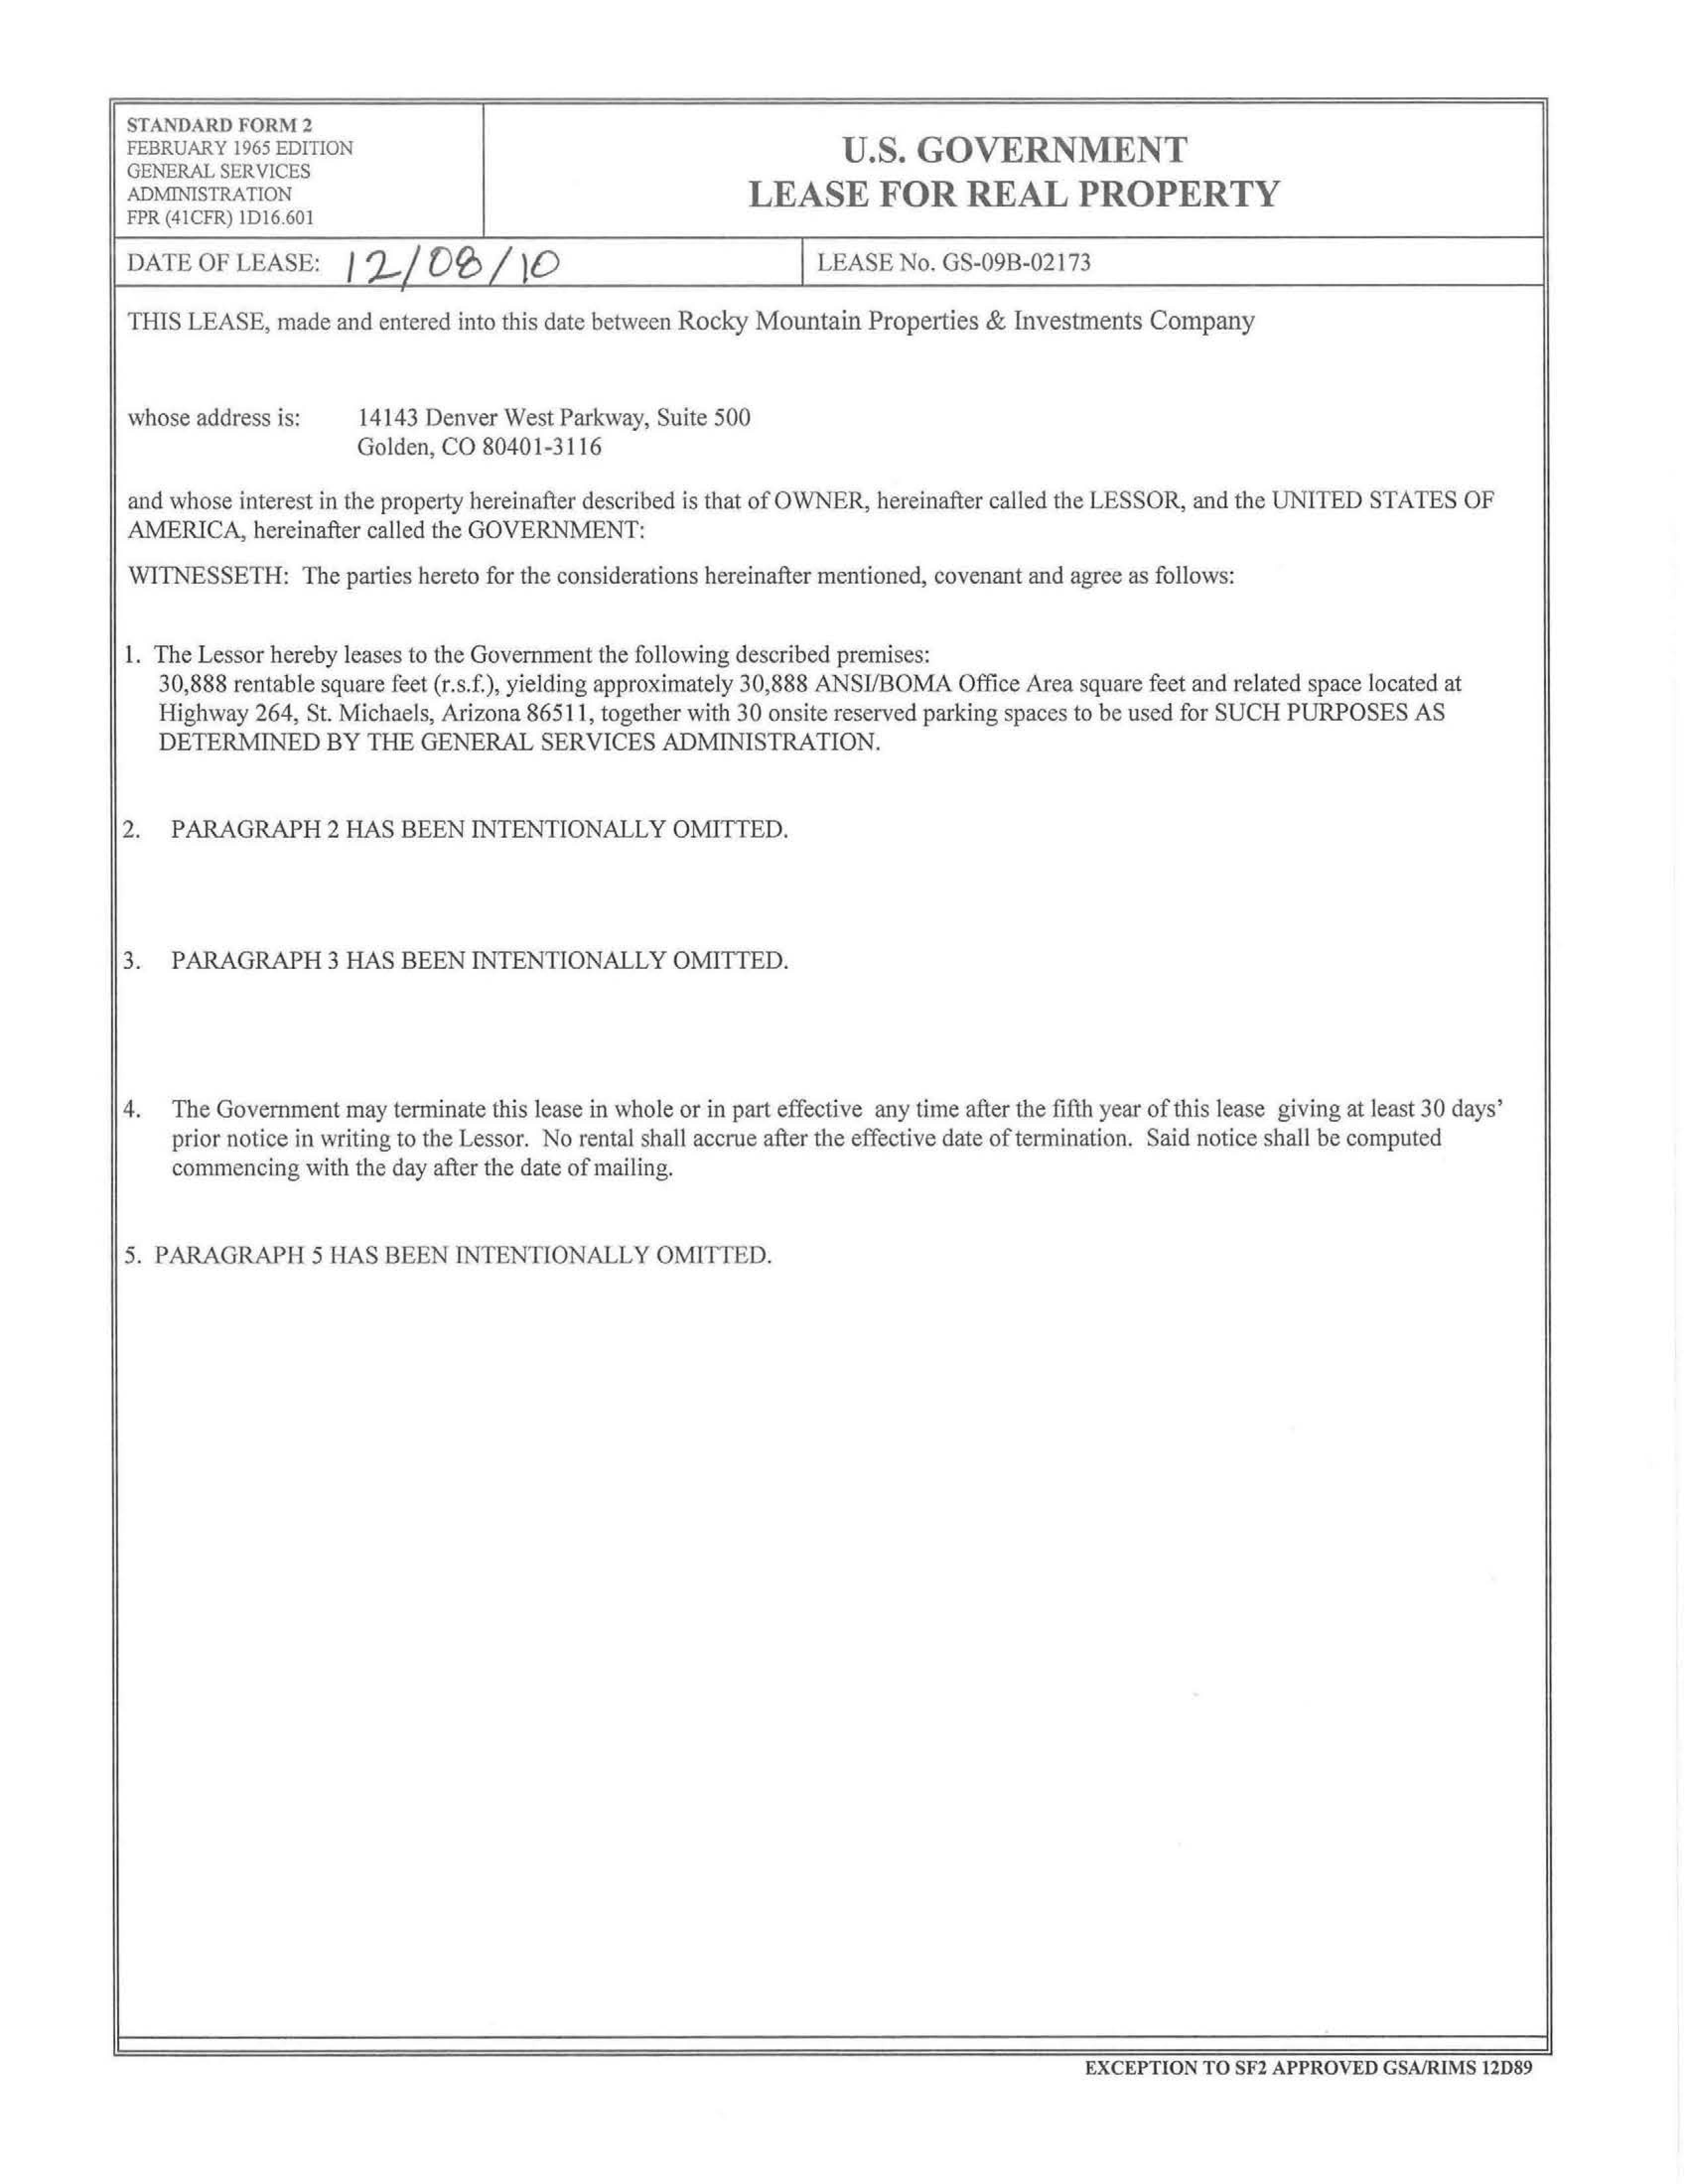 STANDARD FORM 2
FEBRUARY 1965 EDITION
GENERAL SERVICES
ADMINISTRATION
FPR (41CFR) 1D16.601
U.S. GOVERNMENT
LEASE FOR REAL PROPERTY
DATE OF LEASE: 12/08/10
LEASE No. GS-09B-02173
THIS LEASE, made and entered into this date between Rocky Mountain Properties & Investments Company
whose address is: 14143 Denver West Parkway, Suite 500
Golden, CO 80401-3116
and whose interest in the property hereinafter described is that of OWNER, hereinafter called the LESSOR, and the UNITED STATES OF
AMERICA, hereinafter called the GOVERNMENT:
WITNESSETH: The parties hereto for the considerations hereinafter mentioned, covenant and agree as follows:
1. The Lessor hereby leases to the Government the following described premises:
30,888 rentable square feet (r.s.f.), yielding approximately 30,888 ANSI/BOMA Office Area square feet and related space located at
Highway 264, St. Michaels, Arizona 86511, together with 30 onsite reserved parking spaces to be used for SUCH PURPOSES AS
DETERMINED BY THE GENERAL SERVICES ADMINISTRATION.
2. PARAGRAPH 2 HAS BEEN INTENTIONALLY OMITTED.
3. PARAGRAPH 3 HAS BEEN INTENTIONALLY OMITTED.
4. The Government may terminate this lease in whole or in part effective any time after the fifth year of this lease giving at least 30 days’
prior notice in writing to the Lessor. No rental shall accrue after the effective date of termination. Said notice shall be computed
commencing with the day after the date of mailing.
5. PARAGRAPH 5 HAS BEEN INTENTIONALLY OMITTED.
EXCEPTION TO SF2 APPROVED GSA/RIMS 12D89